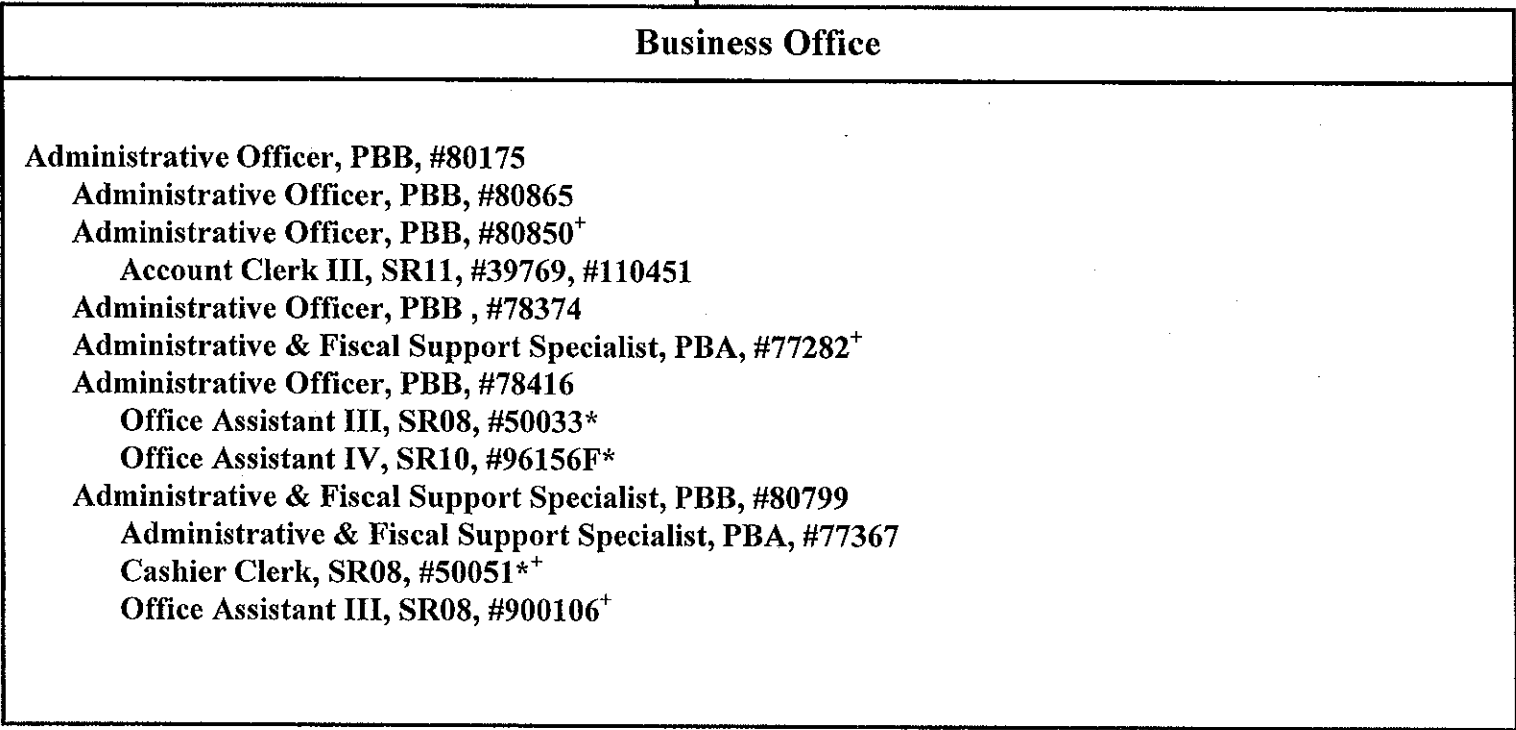 Business Office
Administrative Officer, PBB, #80175
Administrative Officer, PBB, #80865
Administrative Officer, PBB, #80850⁺
Account Clerk III, SR11, #39769, #110451
Administrative Officer, PBB , #78374
Administrative & Fiscal Support Specialist, PBA, #77282⁺
Administrative Officer, PBB, #78416
Office Assistant III, SR08, #50033*
Office Assistant IV, SR10, #96156F*
Administrative & Fiscal Support Specialist, PBB, #80799
Administrative & Fiscal Support Specialist, PBA, #77367
Cashier Clerk, SR08, #50051*⁺
Office Assistant III, SR08, #900106⁺